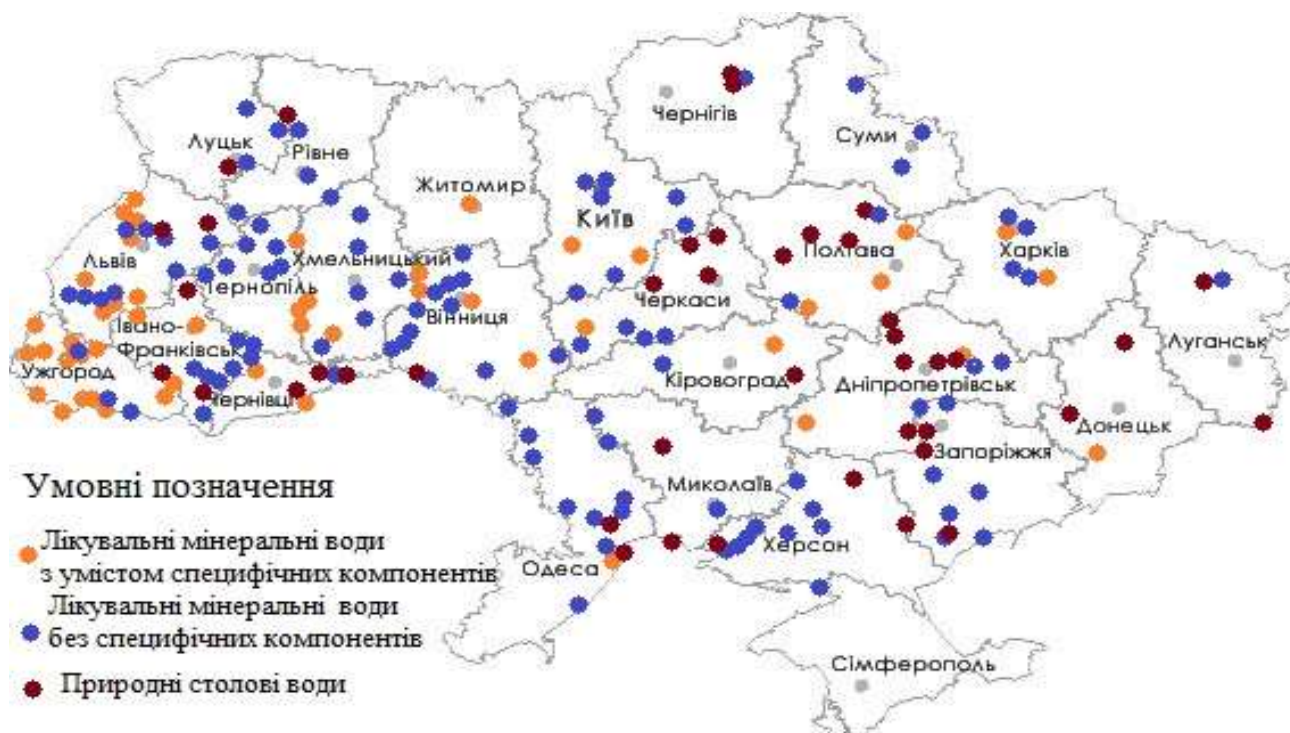 Чернігів
Суми
Луцьк
Рівне
Житомир
Київ
Львів
Тернопіль
Хмельницький
Полтава
Харків
Вінниця
Черкаси
Івано-
Франківськ
Ужгород
Кіровоград
Дніпропетрівськ
Луганськ
Чернівці
Донецьк
Запоріжжя
Миколаїв
Херсон
Одеса
Сімферополь
Умовні позначення
Лікувальні мінеральні води
з умістом специфічних компонентів
Лікувальні мінеральні води
без специфічних компонентів
Природні столові води